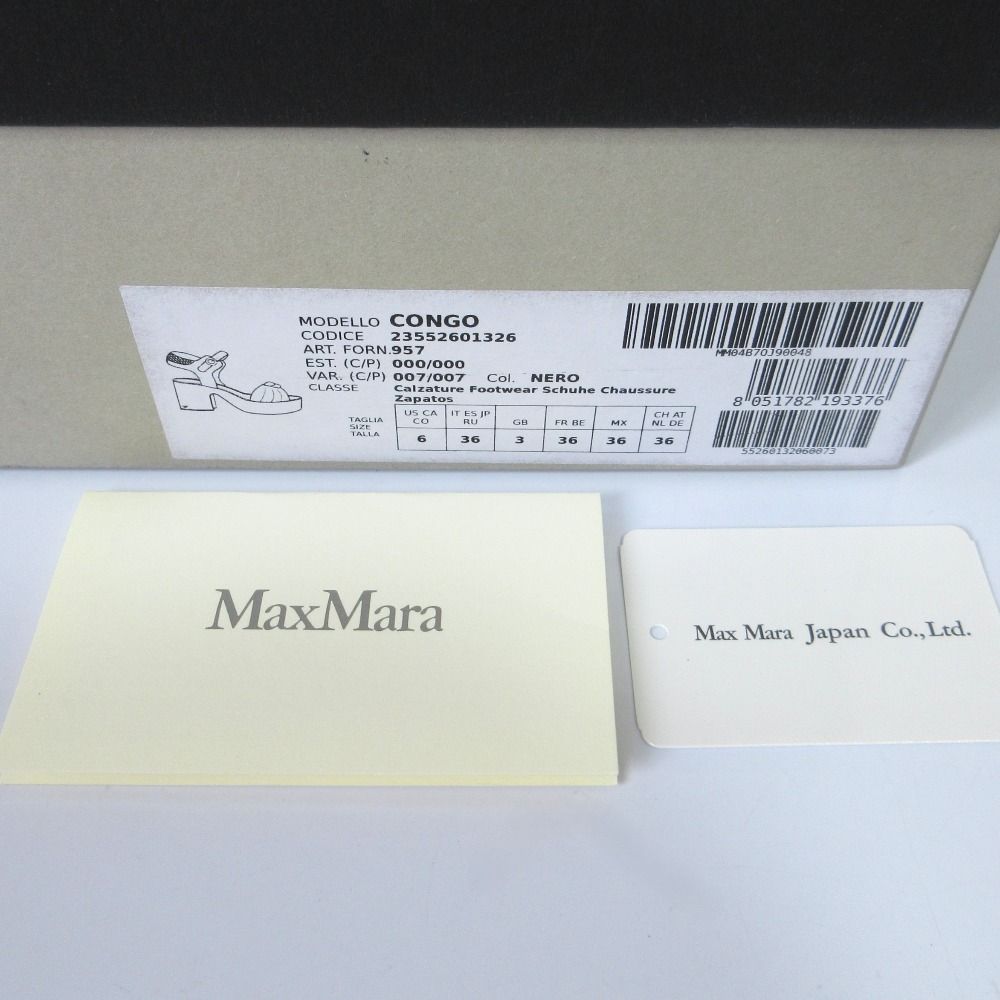 MODELLO CONGO
CODICE 23552601326
ART. FORN.957
EST. (C/P) 000/000
VAR. (C/P) 007/007 Col. NERO
CLASSE Calzature Footwear Schuhe Chaussure
Zapatos
TAGLIA
SIZE
TALLA
US CA CO IT ES JP RU GB FR BE MX CH AT NL DE
6 36 3 36 36 36
MM04B70J90048
8 051782 193376
55260132060073
MaxMara
Max Mara Japan Co., Ltd.